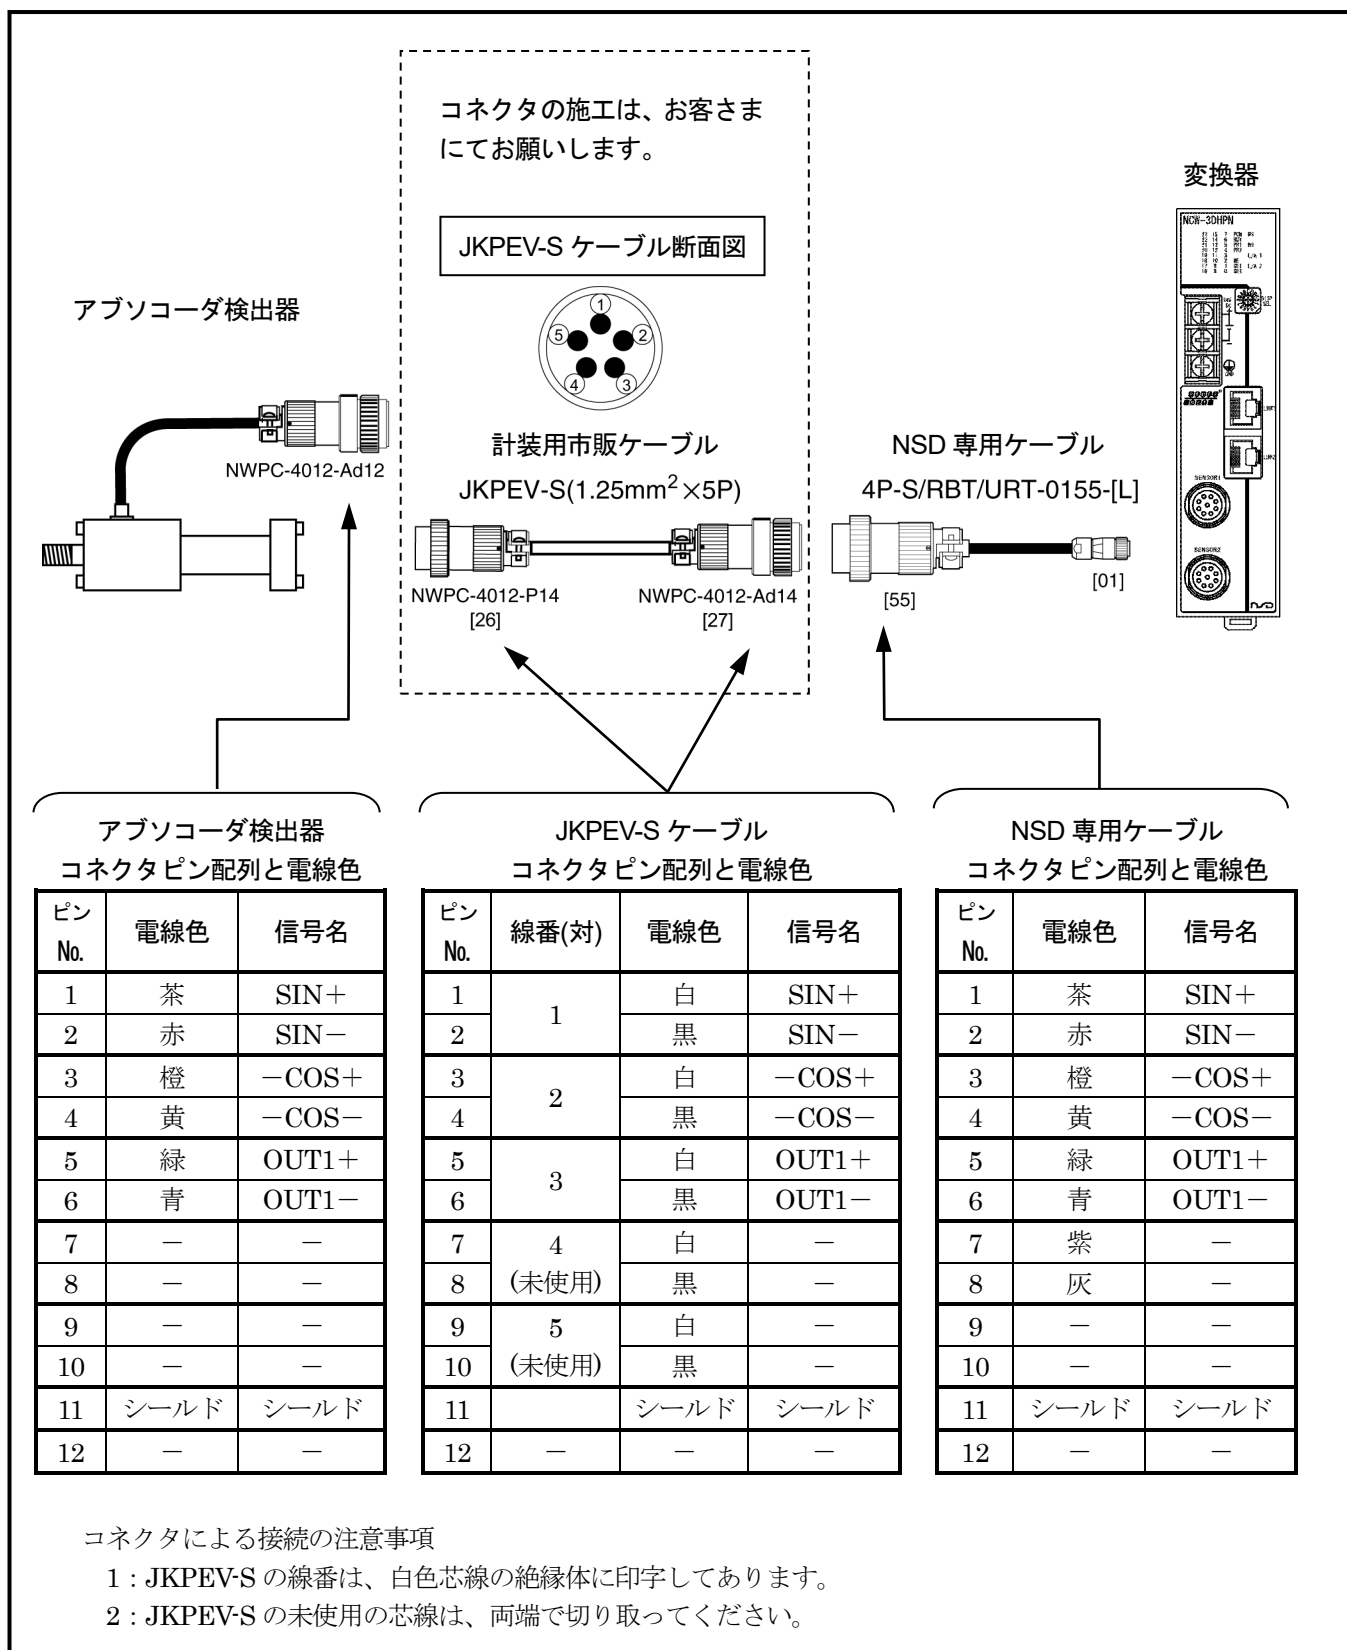 コネクタの施工は、お客さま
にてお願いします。
変換器
NCW-3DHPN
JKPEV-S ケーブル断面図
アブソコーダ検出器
1
5
2
4
3
計装用市販ケーブル
JKPEV-S(1.25mm²×5P)
NSD 専用ケーブル
4P-S/RBT/URT-0155-[L]
NWPC-4012-Ad12
SENSOR1
SENSOR2
NWPC-4012-P14
[26]
NWPC-4012-Ad14
[27]
[55]
[01]
アブソコーダ検出器
コネクタピン配列と電線色
ピンNo. 電線色 信号名
1 茶 SIN+
2 赤 SIN−
3 橙 −COS+
4 黄 −COS−
5 緑 OUT1+
6 青 OUT1−
7 − −
8 − −
9 − −
10 − −
11 シールド シールド
12 − −
JKPEV-S ケーブル
コネクタピン配列と電線色
ピンNo. 線番(対) 電線色 信号名
1 1 白 SIN+
2 黒 SIN−
3 2 白 −COS+
4 黒 −COS−
5 3 白 OUT1+
6 黒 OUT1−
7 4 白 −
8 (未使用) 黒 −
9 5 白 −
10 (未使用) 黒 −
11 シールド シールド
12 − − −
NSD 専用ケーブル
コネクタピン配列と電線色
ピンNo. 電線色 信号名
1 茶 SIN+
2 赤 SIN−
3 橙 −COS+
4 黄 −COS−
5 緑 OUT1+
6 青 OUT1−
7 紫 −
8 灰 −
9 − −
10 − −
11 シールド シールド
12 − −
コネクタによる接続の注意事項
1：JKPEV-S の線番は、白色芯線の絶縁体に印字してあります。
2：JKPEV-S の未使用の芯線は、両端で切り取ってください。